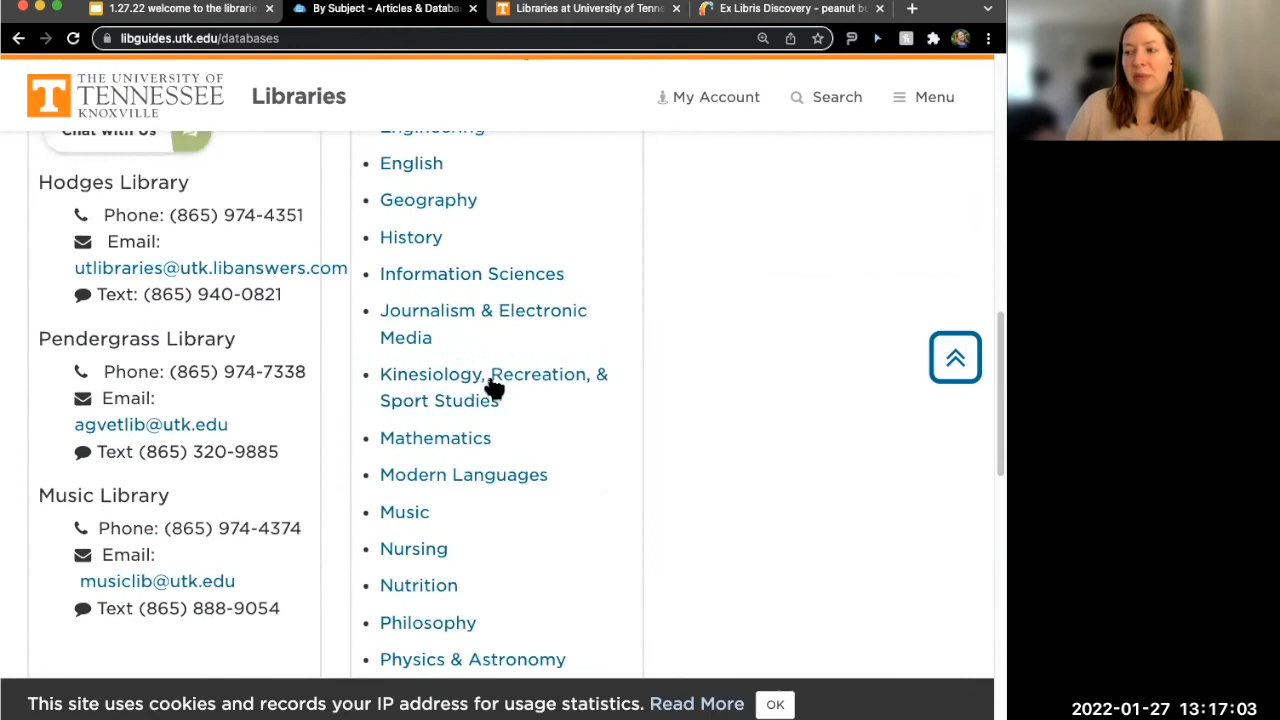 1.27.22 welcome to the librarie
By Subject - Articles & Databa
Libraries at University of Tenne
Ex Libris Discovery - peanut bu
libguides.utk.edu/databases
THE UNIVERSITY OF
TENNESSEE
KNOXVILLE
Libraries
My Account
Search
Menu
Chat with Us
Hodges Library
Phone: (865) 974-4351
Email:
utlibraries@utk.libanswers.com
Text: (865) 940-0821
Pendergrass Library
Phone: (865) 974-7338
Email:
agvetlib@utk.edu
Text (865) 320-9885
Music Library
Phone: (865) 974-4374
Email:
musiclib@utk.edu
Text (865) 888-9054
Engineering
English
Geography
History
Information Sciences
Journalism & Electronic
Media
Kinesiology, Recreation, &
Sport Studies
Mathematics
Modern Languages
Music
Nursing
Nutrition
Philosophy
Physics & Astronomy
This site uses cookies and records your IP address for usage statistics. Read More OK
2022-01-27 13:17:03